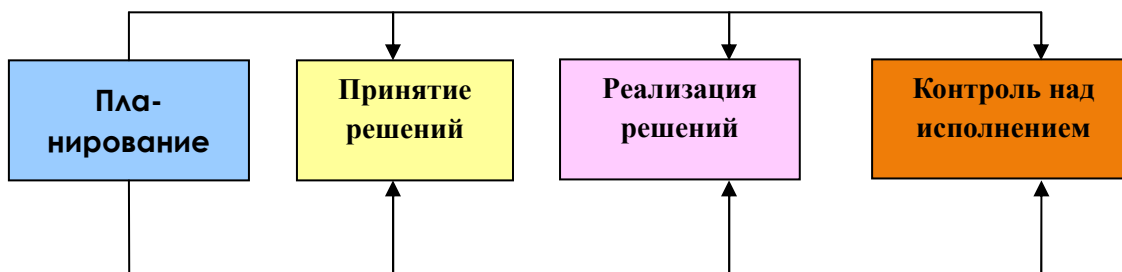 Пла-
нирование
Принятие
решений
Реализация
решений
Контроль над
исполнением